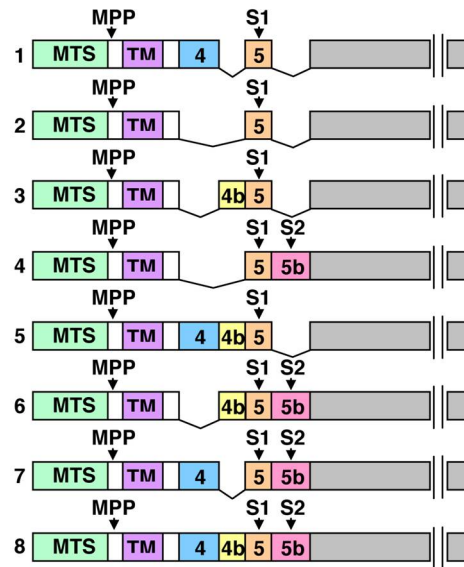 MPP S1
1 MTS TM 4 5
MPP S1
2 MTS TM 5
MPP S1
3 MTS TM 4b 5
MPP S1 S2
4 MTS TM 5 5b
MPP S1
5 MTS TM 4 4b 5
MPP S1 S2
6 MTS TM 4b 5 5b
MPP S1 S2
7 MTS TM 4 5 5b
MPP S1 S2
8 MTS TM 4 4b 5 5b